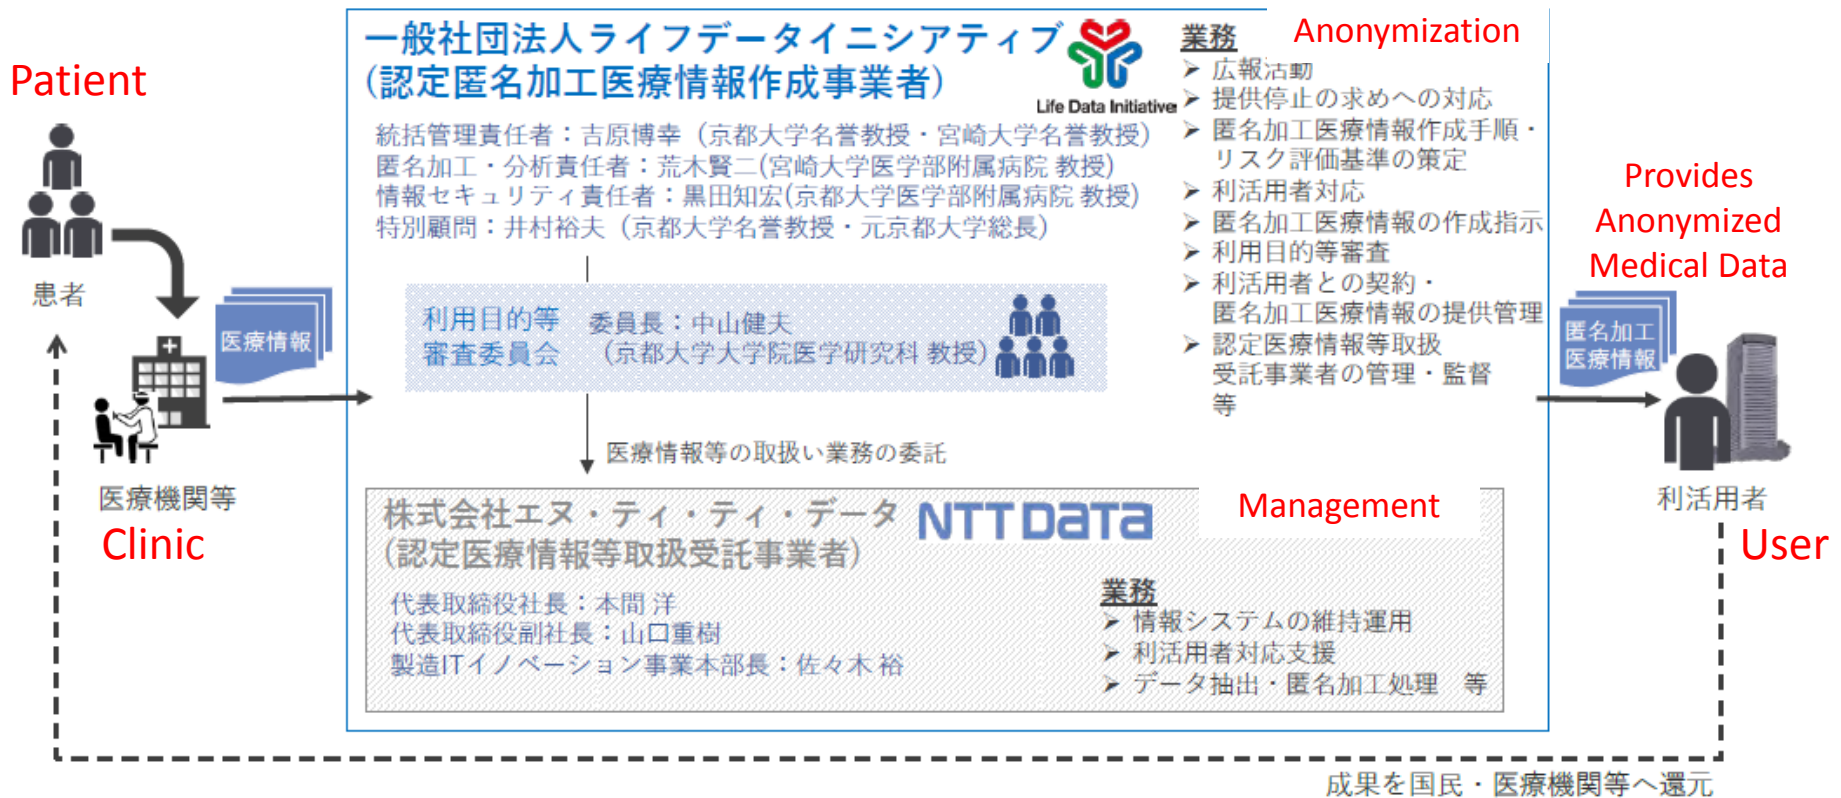 Patient
患者
医療情報
医療機関等
Clinic
一般社団法人ライフデータイニシアティブ
(認定匿名加工医療情報作成事業者)
Life Data Initiative
統括管理責任者：吉原博幸（京都大学名誉教授・宮崎大学名誉教授）
匿名加工・分析責任者：荒木賢二(宮崎大学医学部附属病院 教授)
情報セキュリティ責任者：黒田知宏(京都大学医学部附属病院 教授)
特別顧問：井村裕夫（京都大学名誉教授・元京都大学総長）
利用目的等
審査委員会
委員長：中山健夫
（京都大学大学院医学研究科 教授）
医療情報等の取扱い業務の委託
業務
Anonymization
➢ 広報活動
➢ 提供停止の求めへの対応
➢ 匿名加工医療情報作成手順・
リスク評価基準の策定
➢ 利活用者対応
➢ 匿名加工医療情報の作成指示
➢ 利用目的等審査
➢ 利活用者との契約・
匿名加工医療情報の提供管理
➢ 認定医療情報等取扱
受託事業者の管理・監督
等
株式会社エヌ・ティ・ティ・データ
(認定医療情報等取扱受託事業者)
NTT DATA
Management
代表取締役社長：本間 洋
代表取締役副社長：山口重樹
製造ITイノベーション事業本部長：佐々木 裕
業務
➢ 情報システムの維持運用
➢ 利活用者対応支援
➢ データ抽出・匿名加工処理　等
Provides
Anonymized
Medical Data
匿名加工
医療情報
利活用者
User
成果を国民・医療機関等へ還元